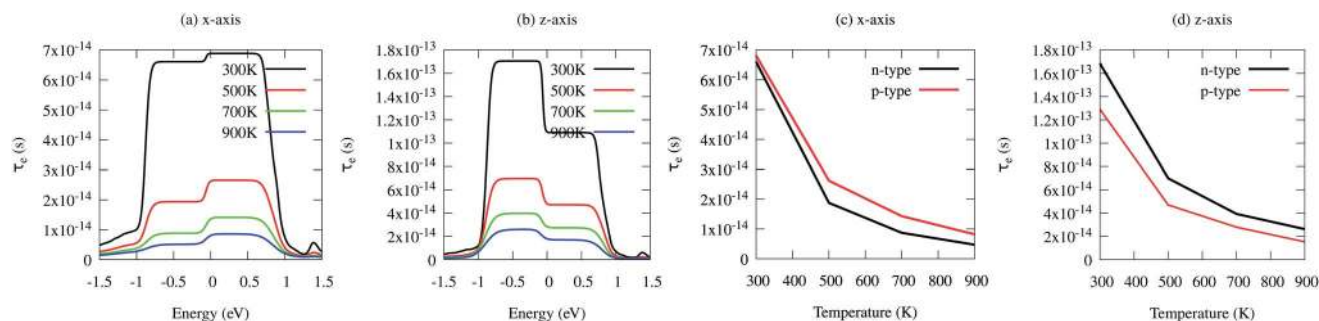 (a) x-axis
τe (s)
7x10-14
6x10-14
5x10-14
4x10-14
3x10-14
2x10-14
1x10-14
0
300K
500K
700K
900K
-1.5 -1 -0.5 0 0.5 1 1.5
Energy (eV)
(b) z-axis
τe (s)
1.8x10-13
1.6x10-13
1.4x10-13
1.2x10-13
1x10-13
8x10-14
6x10-14
4x10-14
2x10-14
0
300K
500K
700K
900K
-1.5 -1 -0.5 0 0.5 1 1.5
Energy (eV)
(c) x-axis
τe (s)
7x10-14
6x10-14
5x10-14
4x10-14
3x10-14
2x10-14
1x10-14
0
n-type
p-type
300 400 500 600 700 800 900
Temperature (K)
(d) z-axis
τe (s)
1.8x10-13
1.6x10-13
1.4x10-13
1.2x10-13
1x10-13
8x10-14
6x10-14
4x10-14
2x10-14
0
n-type
p-type
300 400 500 600 700 800 900
Temperature (K)